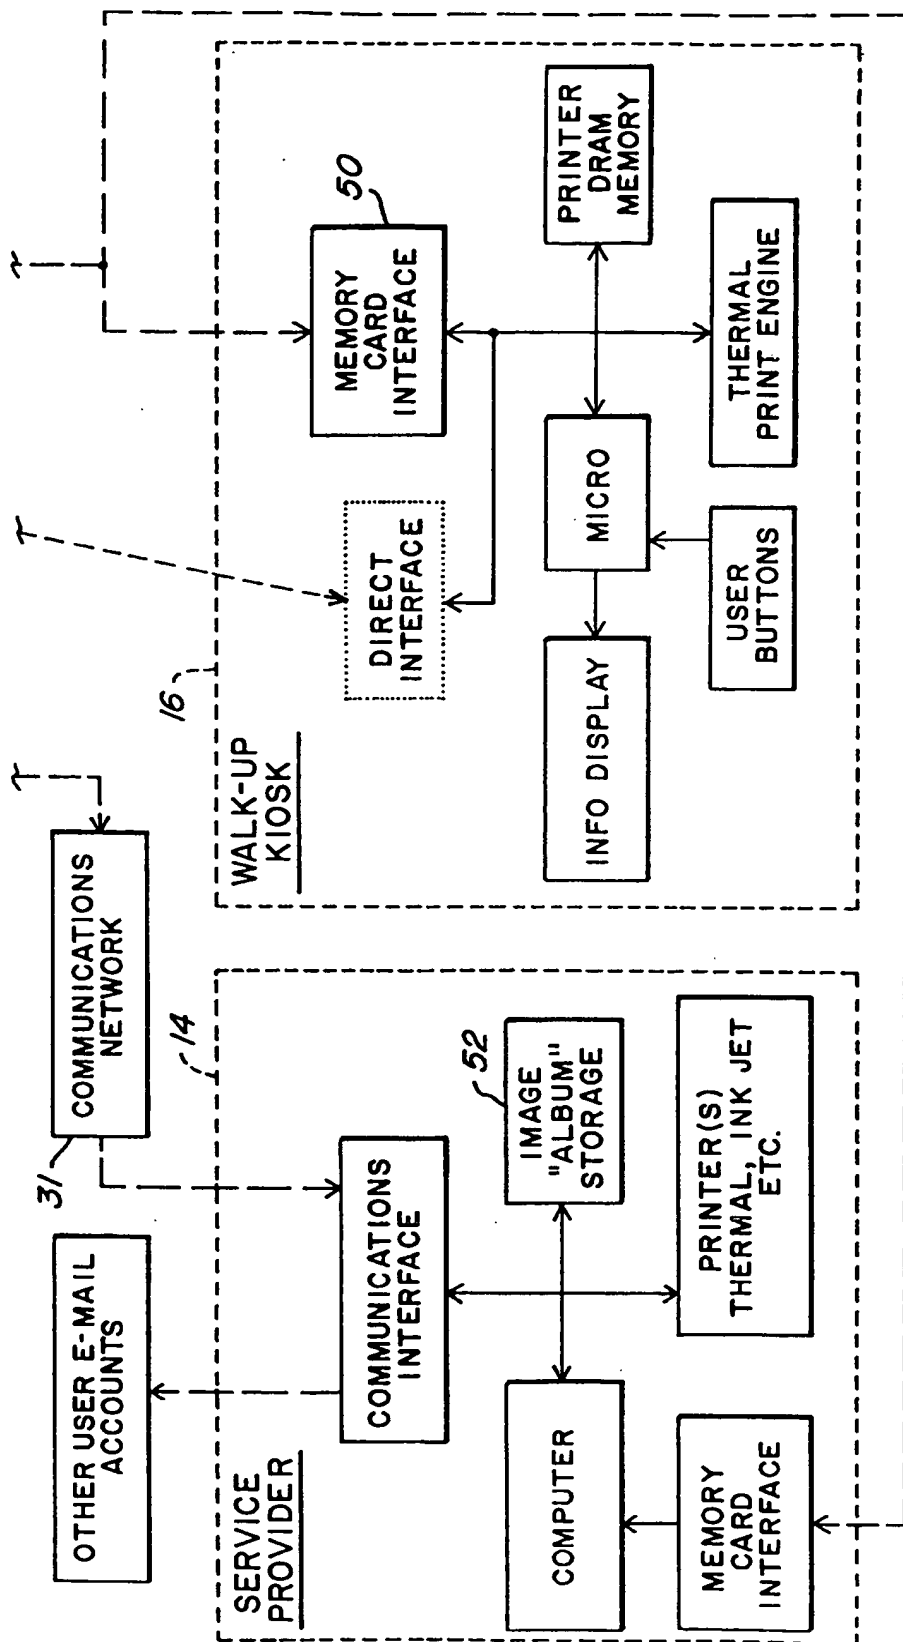 OTHER USER E-MAIL
ACCOUNTS
31
COMMUNICATIONS
NETWORK
14
SERVICE
PROVIDER
COMMUNICATIONS
INTERFACE
COMPUTER
52
IMAGE
"ALBUM"
STORAGE
MEMORY
CARD
INTERFACE
PRINTER(S)
THERMAL, INK JET
ETC.
16
WALK-UP
KIOSK
DIRECT
INTERFACE
50
MEMORY
CARD
INTERFACE
INFO DISPLAY
MICRO
PRINTER
DRAM
MEMORY
USER
BUTTONS
THERMAL
PRINT ENGINE